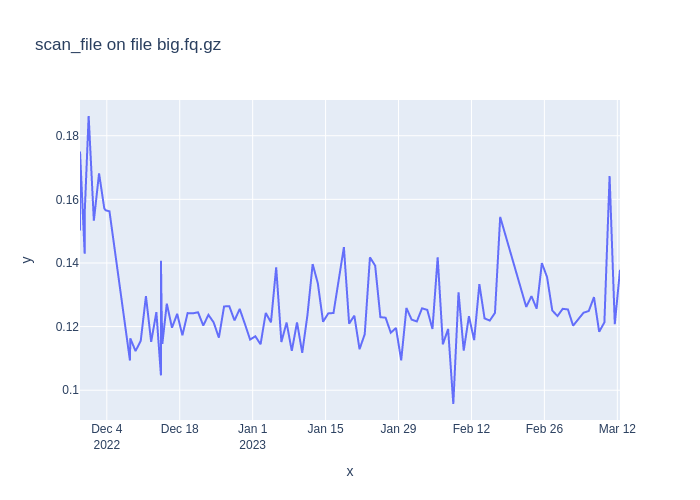 scan_file on file big.fq.gz
0.18
0.16
0.14
0.12
0.1
y
Dec 4
2022
Dec 18
Jan 1
2023
Jan 15
Jan 29
Feb 12
Feb 26
Mar 12
x